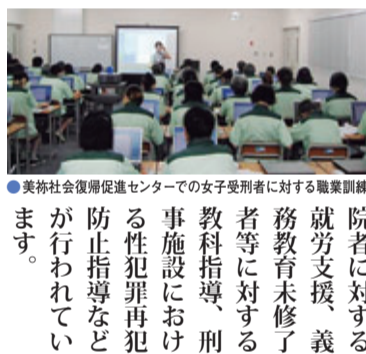 ●美祢社会復帰促進センターでの女子受刑者に対する職業訓練
院者に対する
就労支援、義
務教育未修了
者等に対する
教科指導、刑
事施設におけ
る性犯罪再犯
防止指導など
が行われてい
ます。